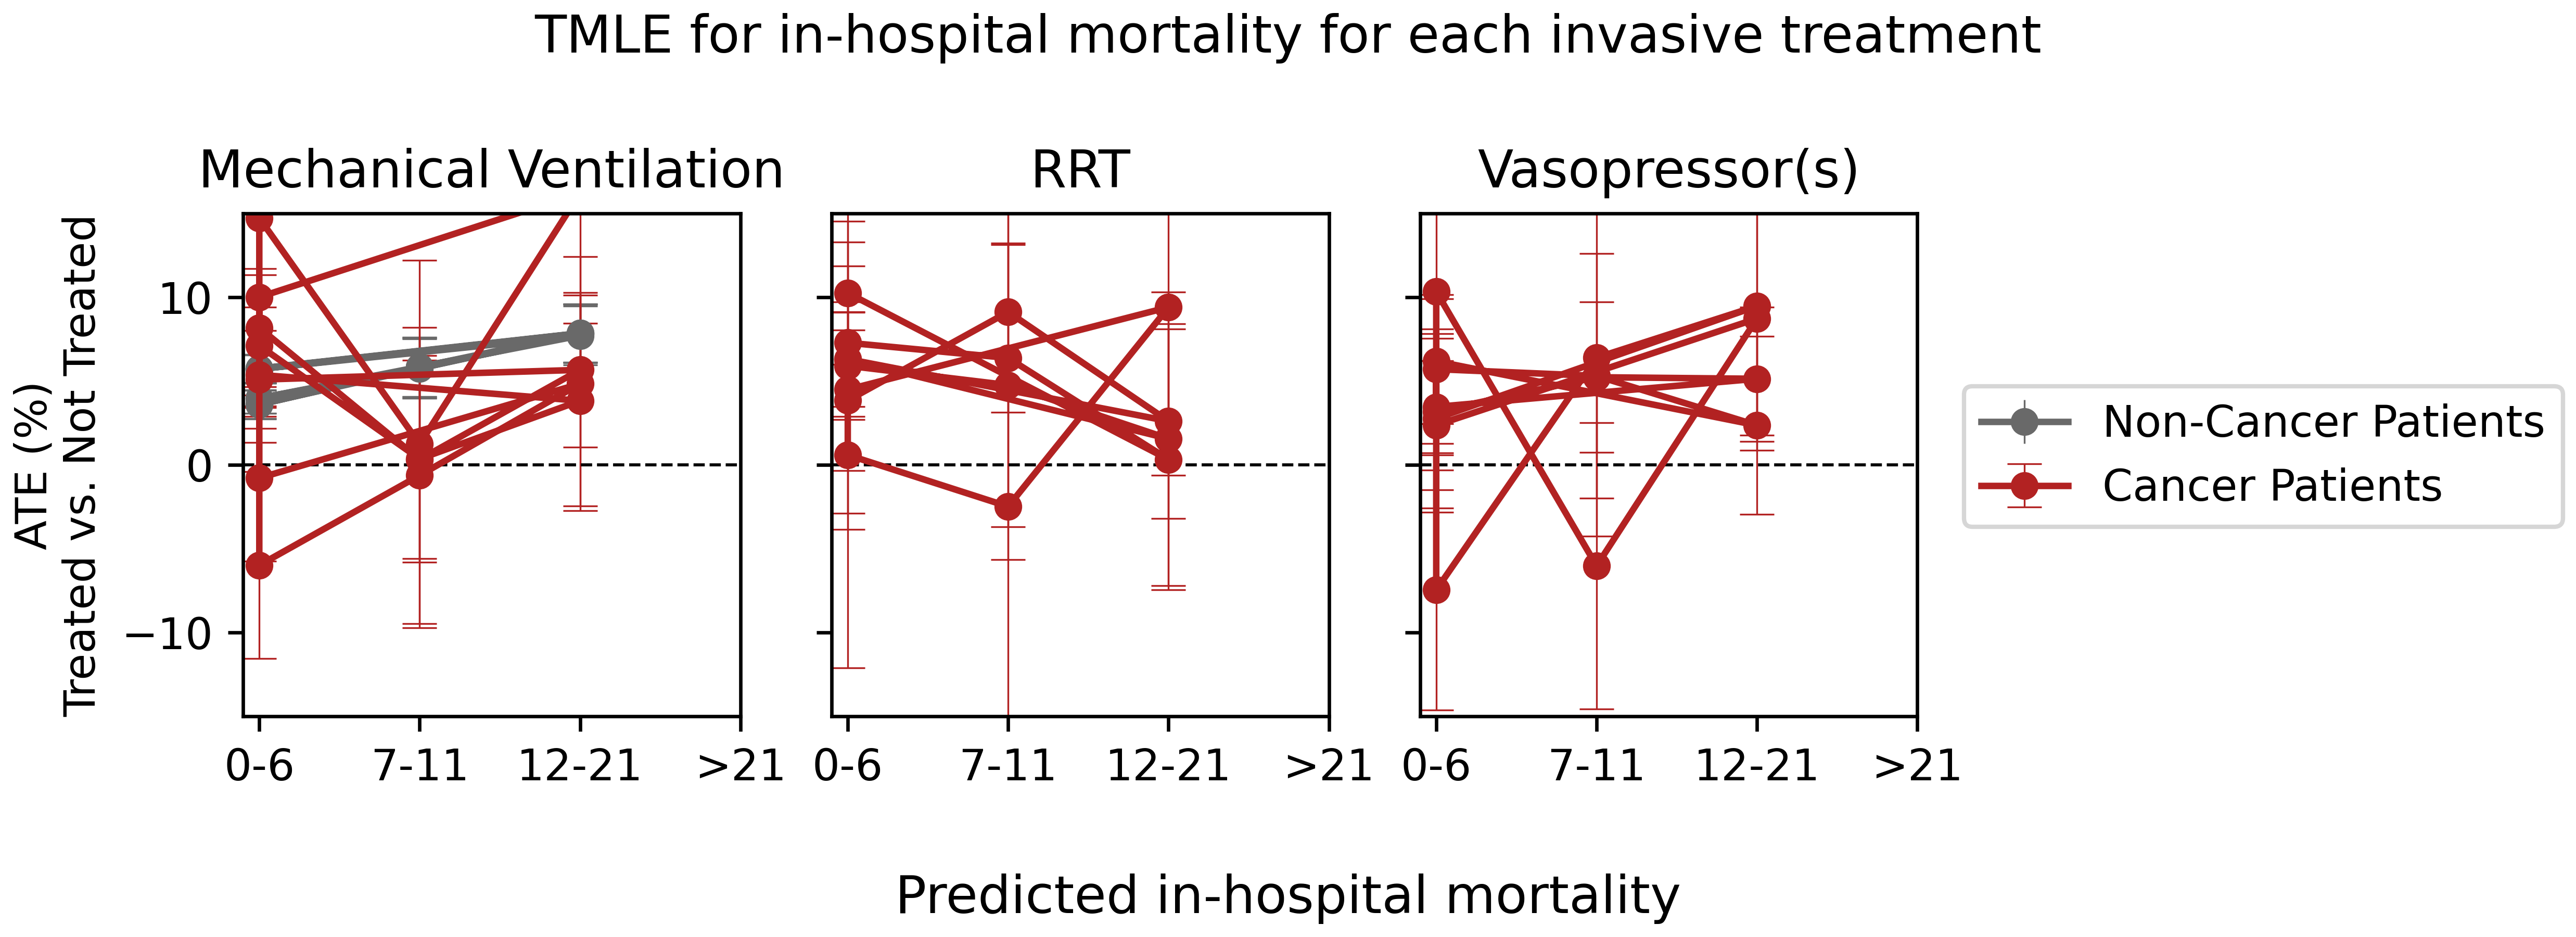 TMLE for in-hospital mortality for each invasive treatment
Mechanical Ventilation
RRT
Vasopressor(s)
ATE (%)
Treated vs. Not Treated
10
0
−10
0-6
7-11
12-21
>21
0-6
7-11
12-21
>21
0-6
7-11
12-21
>21
Non-Cancer Patients
Cancer Patients
Predicted in-hospital mortality